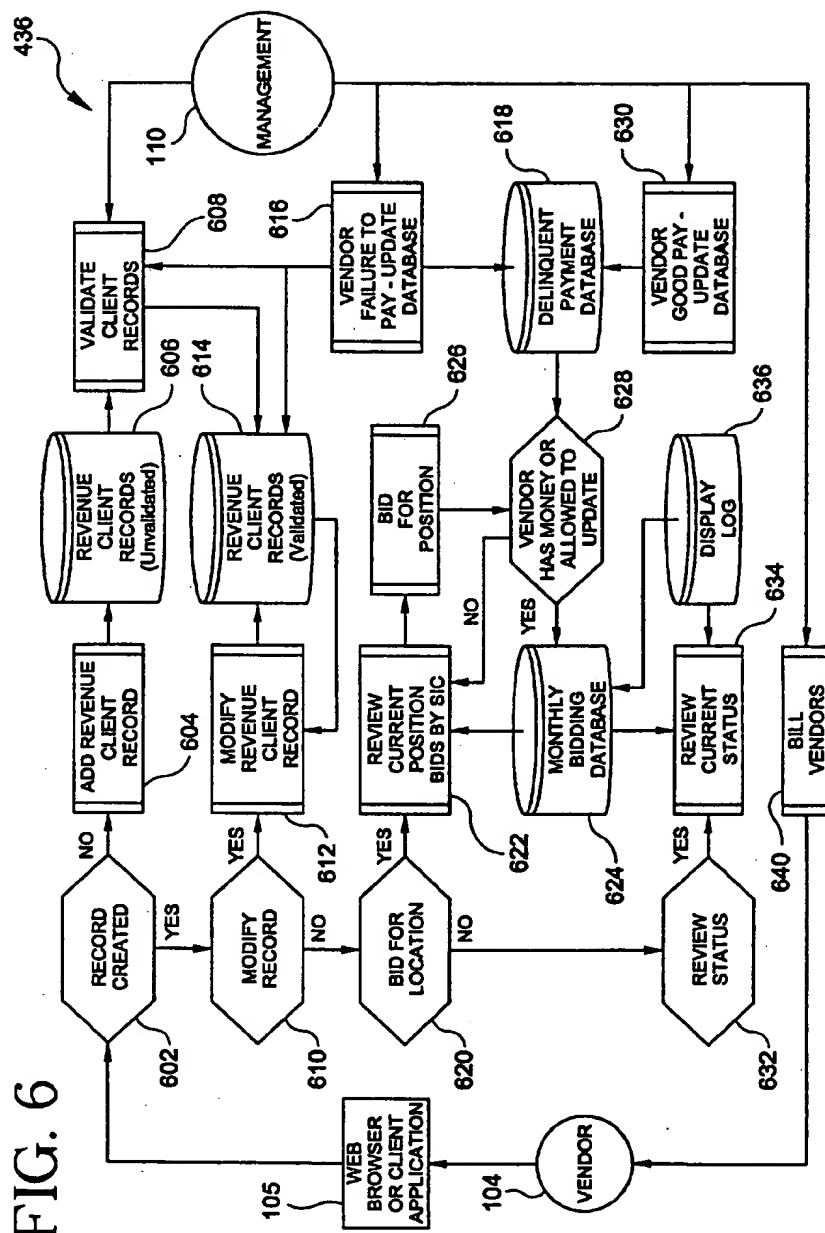 FIG. 6
436
MANAGEMENT
110
VALIDATE
CLIENT
RECORDS
608
REVENUE
CLIENT
RECORDS
(Unvalidated)
606
ADD REVENUE
CLIENT
RECORD
604
NO
RECORD
CREATED
602
YES
MODIFY
RECORD
610
YES
NO
MODIFY
REVENUE
CLIENT
RECORD
612
REVENUE
CLIENT
RECORDS
(Validated)
614
VENDOR
FAILURE TO
PAY - UPDATE
DATABASE
616
DELINQUENT
PAYMENT
DATABASE
618
VENDOR
GOOD PAY -
UPDATE
DATABASE
630
BID FOR
LOCATION
620
YES
NO
REVIEW
CURRENT
POSITION
BIDS BY SIC
622
BID
FOR
POSITION
626
VENDOR
HAS MONEY OR
ALLOWED TO
UPDATE
628
NO
YES
MONTHLY
BIDDING
DATABASE
624
DISPLAY
LOG
636
REVIEW
CURRENT
STATUS
634
YES
REVIEW
STATUS
632
BILL
VENDORS
640
WEB
BROWSER
OR CLIENT
APPLICATION
105
VENDOR
104